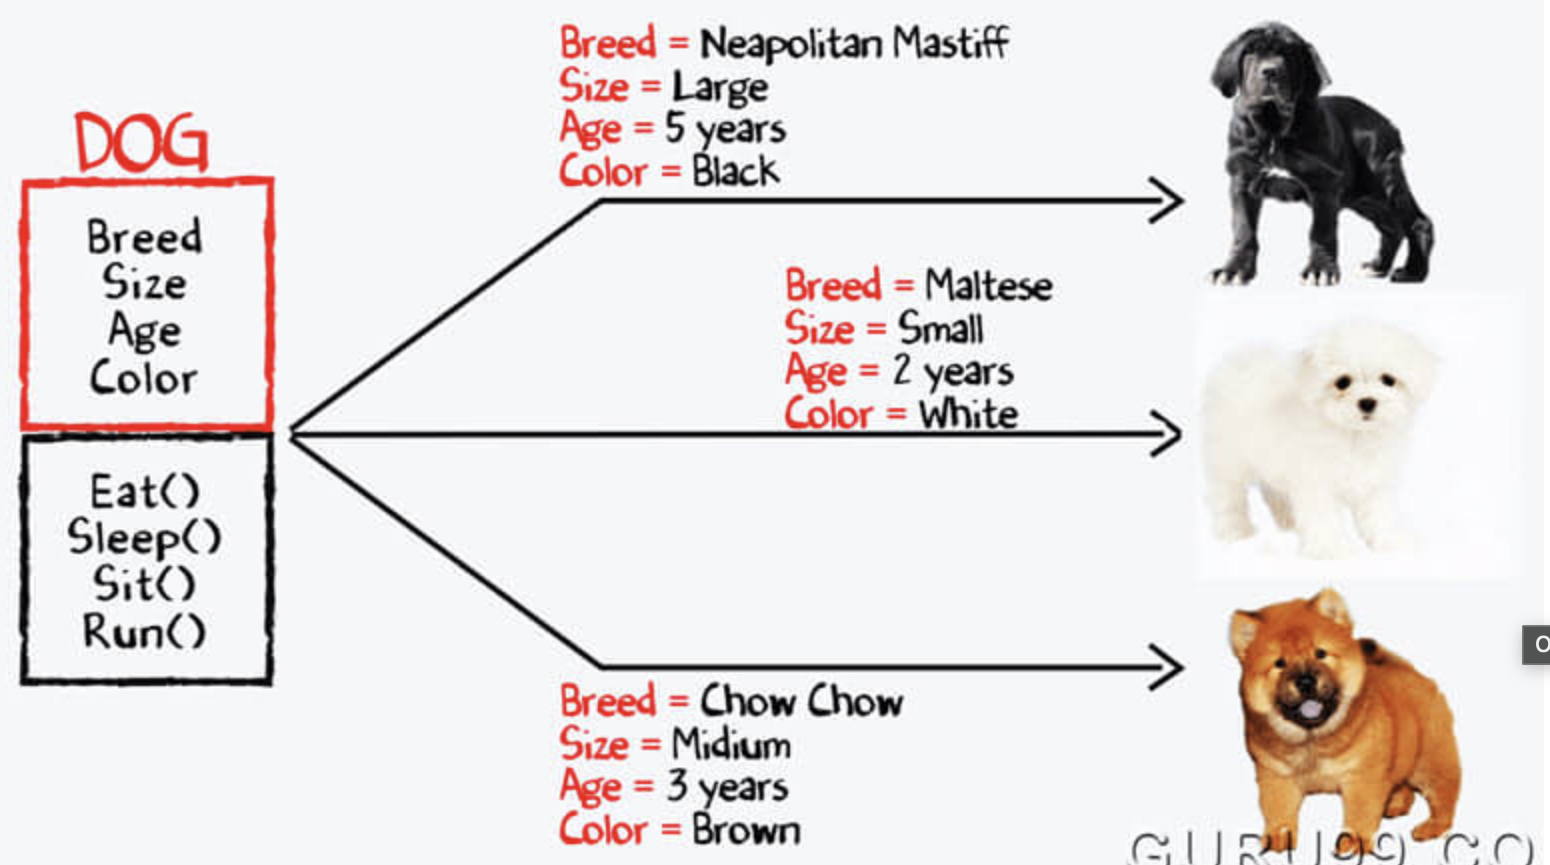 DOG
Breed
Size
Age
Color
Eat()
Sleep()
Sit()
Run()
Breed = Neapolitan Mastiff
Size = Large
Age = 5 years
Color = Black
Breed = Maltese
Size = Small
Age = 2 years
Color = White
Breed = Chow Chow
Size = Midium
Age = 3 years
Color = Brown
GURU99.CO